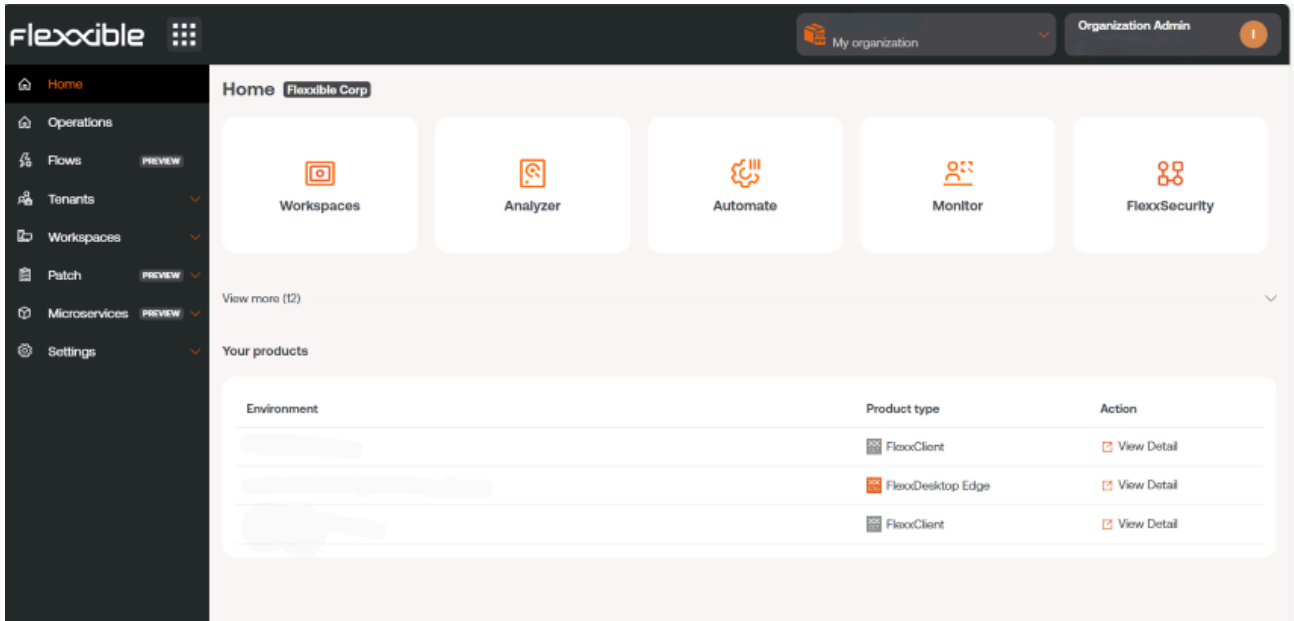 Flexxible
My organization
Organization Admin
I
Home
Operations
Flows PREVIEW
Tenants
Workspaces
Patch PREVIEW
Microservices PREVIEW
Settings
Home Flexxible Corp
Workspaces
Analyzer
Automate
Monitor
FlexxSecurity
View more (12)
Your products
Environment Product type Action
FlexxClient View Detail
FlexxDesktop Edge View Detail
FlexxClient View Detail